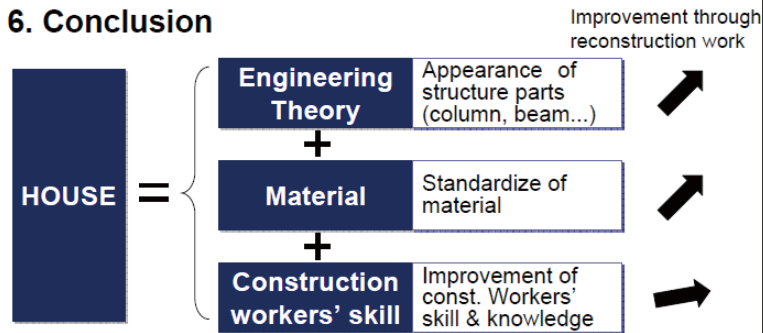 6. Conclusion
Improvement through
reconstruction work
HOUSE
=
Engineering
Theory
Appearance of
structure parts
(column, beam...)
+
Material
Standardize of
material
+
Construction
workers' skill
Improvement of
const. Workers'
skill & knowledge